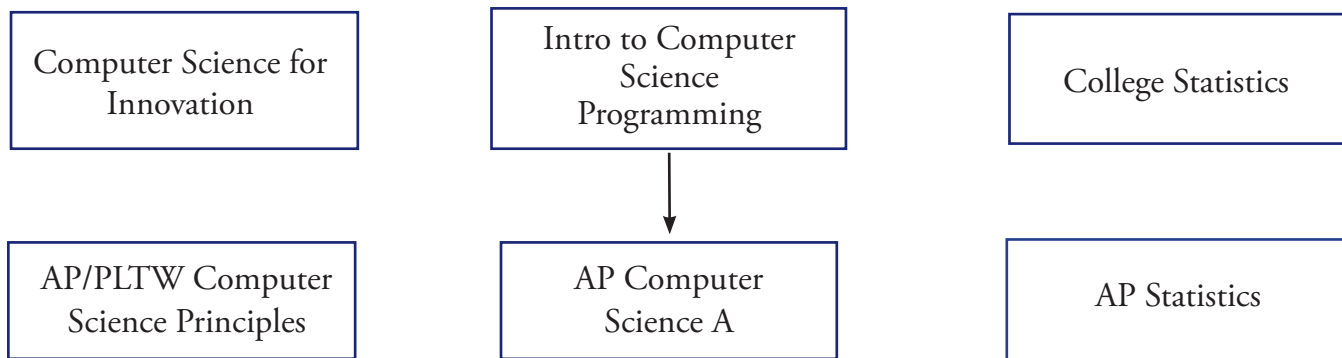 Computer Science for
Innovation
Intro to Computer
Science
Programming
College Statistics
AP/PLTW Computer
Science Principles
AP Computer
Science A
AP Statistics